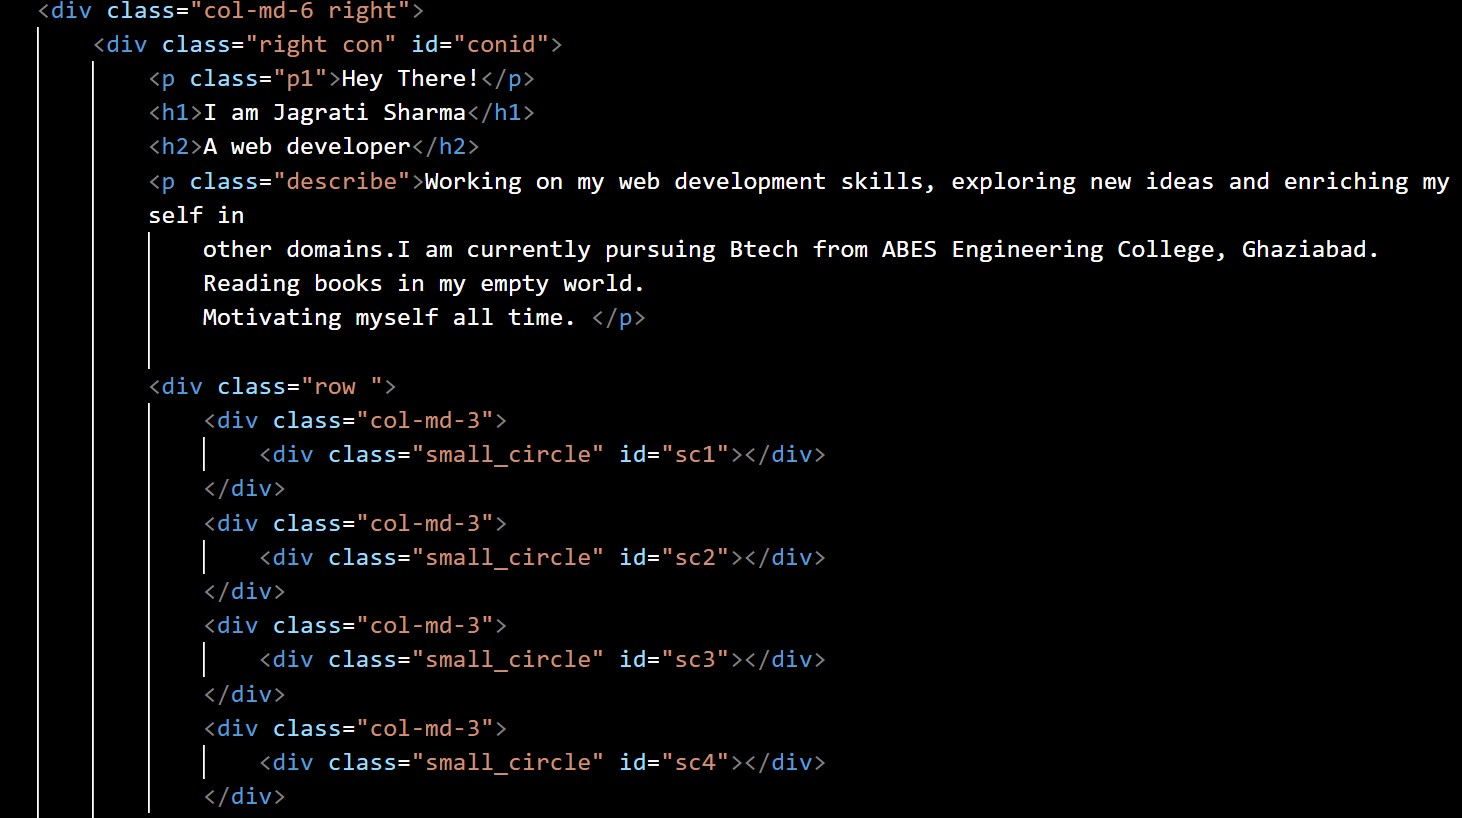 <div class="col-md-6 right">
<div class="right con" id="conid">
<p class="p1">Hey There!</p>
<h1>I am Jagrati Sharma</h1>
<h2>A web developer</h2>
<p class="describe">Working on my web development skills, exploring new ideas and enriching my
self in
other domains.I am currently pursuing Btech from ABES Engineering College, Ghaziabad.
Reading books in my empty world.
Motivating myself all time. </p>
<div class="row ">
<div class="col-md-3">
<div class="small_circle" id="sc1"></div>
</div>
<div class="col-md-3">
<div class="small_circle" id="sc2"></div>
</div>
<div class="col-md-3">
<div class="small_circle" id="sc3"></div>
</div>
<div class="col-md-3">
<div class="small_circle" id="sc4"></div>
</div>